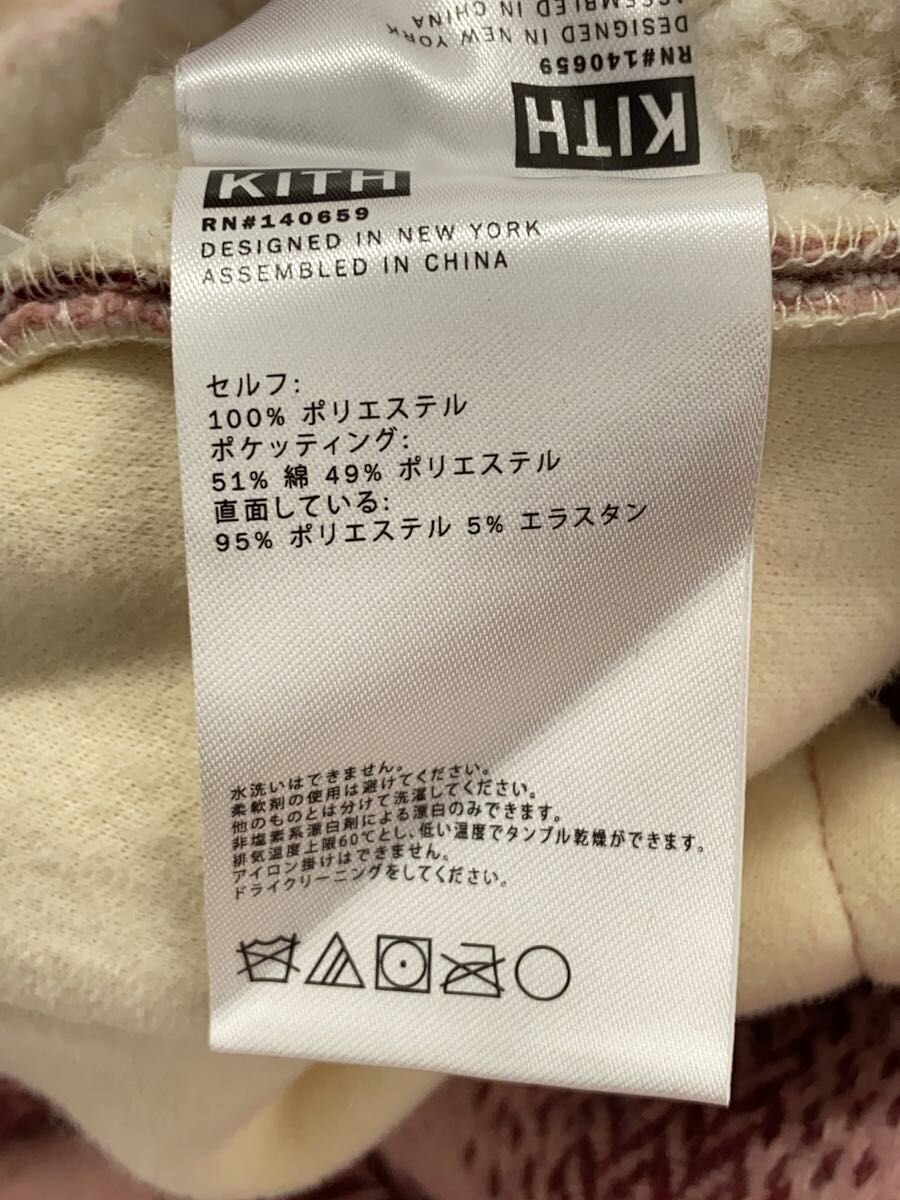 ASSEMBLED IN CHINA
DESIGNED IN NEW YORK
RN#140659
KITH
KITH
RN#140659
DESIGNED IN NEW YORK
ASSEMBLED IN CHINA
セルフ:
100% ポリエステル
ポケッティング:
51% 綿 49% ポリエステル
直面している:
95% ポリエステル 5% エラスタン
水洗いはできません。
柔軟剤の使用は避けてください。
他のものとは分けて洗濯してください。
非塩素系漂白剤による漂白のみできます。
排気温度上限60℃とし、低い温度でタンブル乾燥ができます。
アイロン掛けはできません。
ドライクリーニングをしてください。